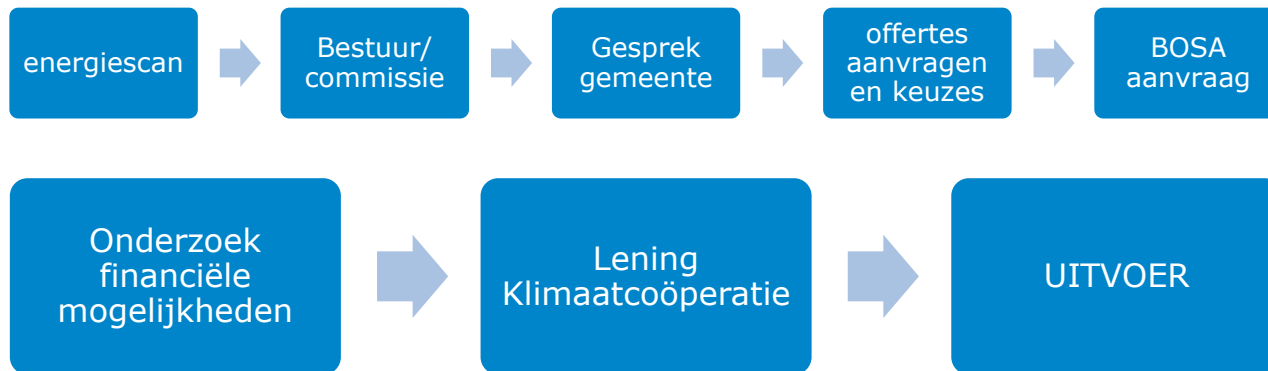 energiescan
Bestuur/
commissie
Gesprek
gemeente
offertes
aanvragen
en keuzes
BOSA
aanvraag
Onderzoek
financiële
mogelijkheden
Lening
Klimaatcoöperatie
UITVOER